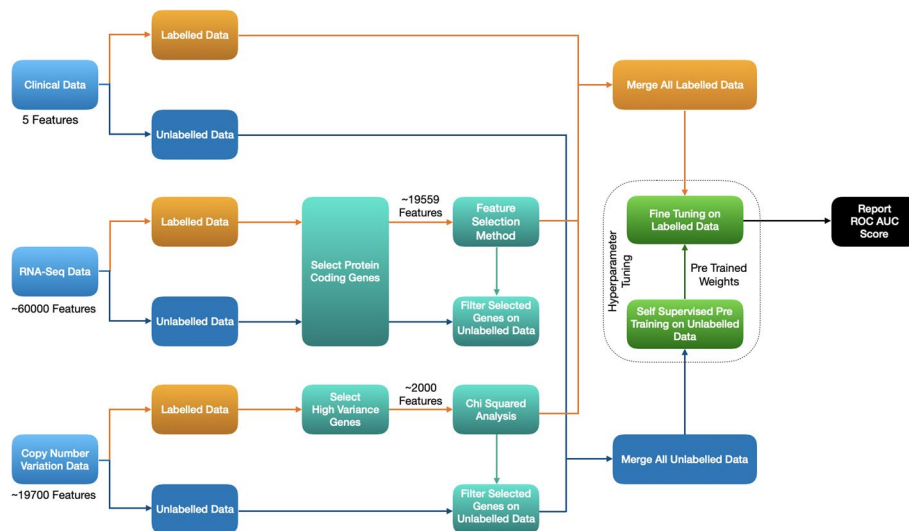 Labelled Data
Clinical Data
5 Features
Unlabelled Data
Merge All Labelled Data
Labelled Data
RNA-Seq Data
~60000 Features
Unlabelled Data
Select Protein
Coding Genes
~19559
Features
Feature
Selection
Method
Filter Selected
Genes on
Unlabelled Data
Hyperparameter
Tuning
Fine Tuning on
Labelled Data
Pre Trained
Weights
Self Supervised Pre
Training on Unlabelled
Data
Report
ROC AUC
Score
Labelled Data
Copy Number
Variation Data
~19700 Features
Unlabelled Data
Select
High Variance
Genes
~2000
Features
Chi Squared
Analysis
Filter Selected
Genes on
Unlabelled Data
Merge All Unlabelled Data